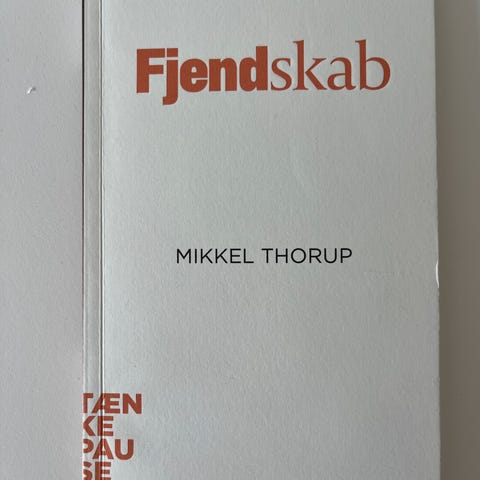 Fjendskab
MIKKEL THORUP
TÆN
KE
PAU
SE